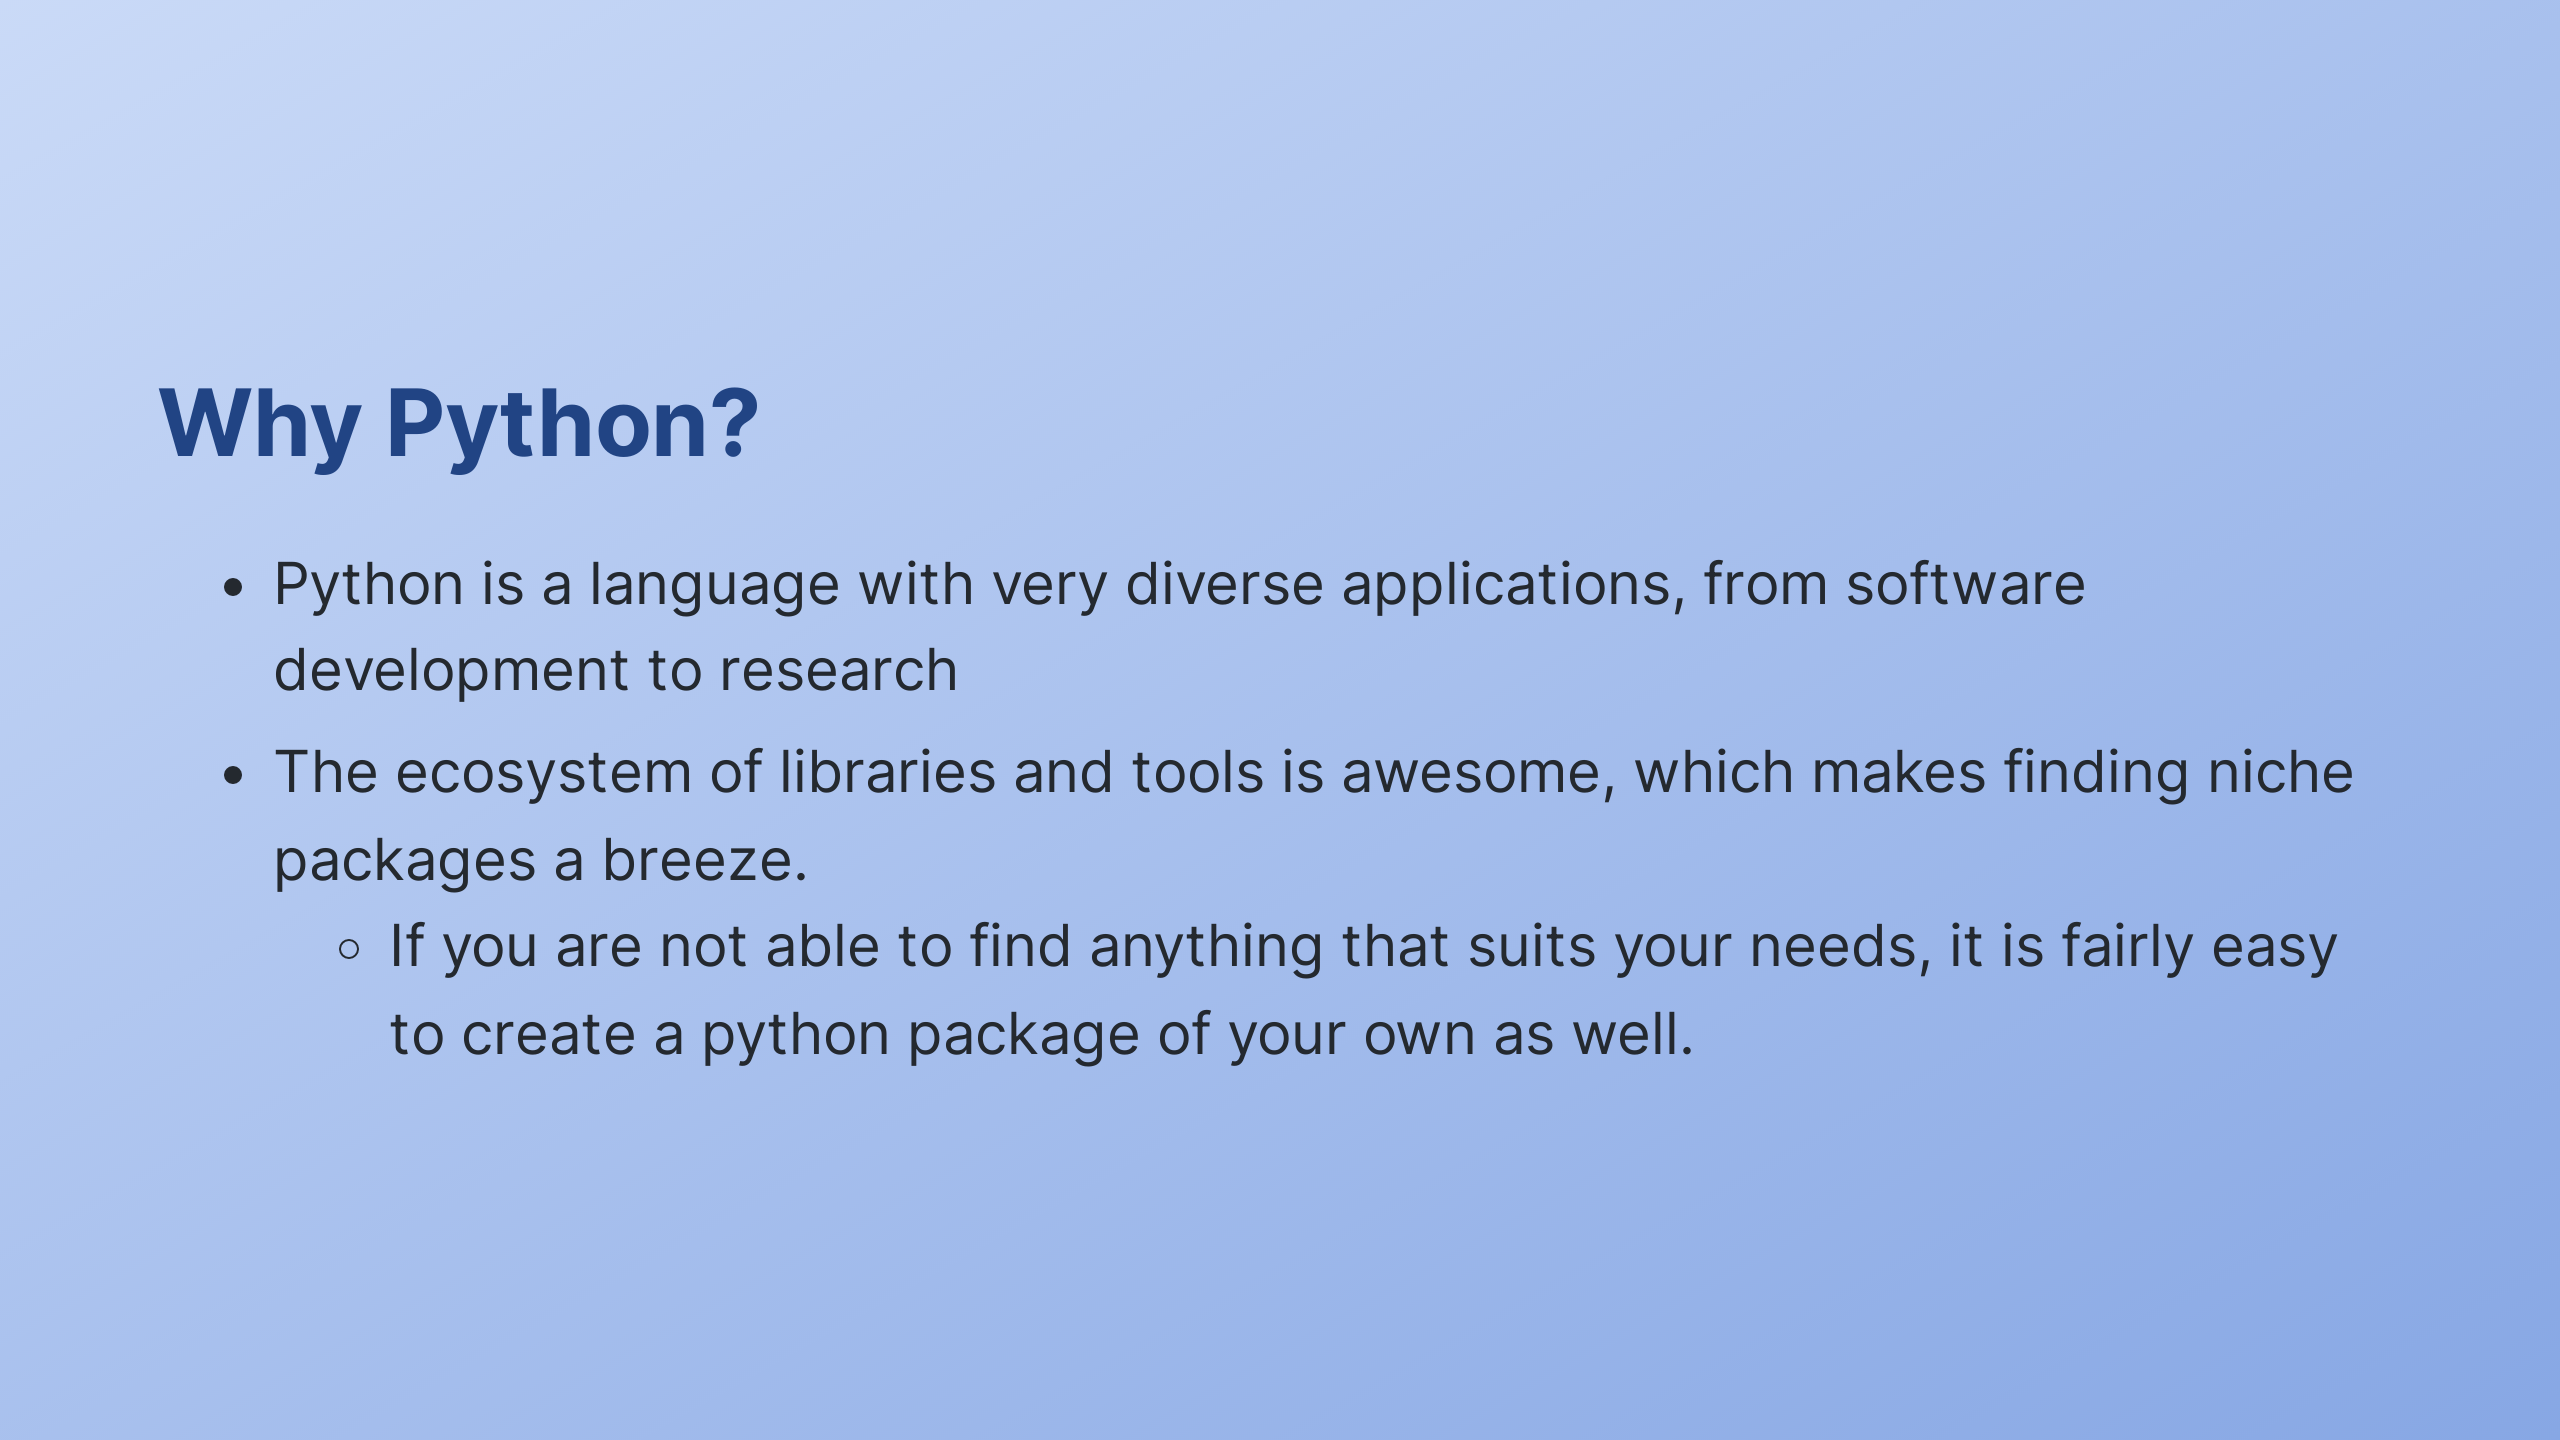 Why Python?
• Python is a language with very diverse applications, from software
development to research
• The ecosystem of libraries and tools is awesome, which makes finding niche
packages a breeze.
◦ If you are not able to find anything that suits your needs, it is fairly easy
to create a python package of your own as well.